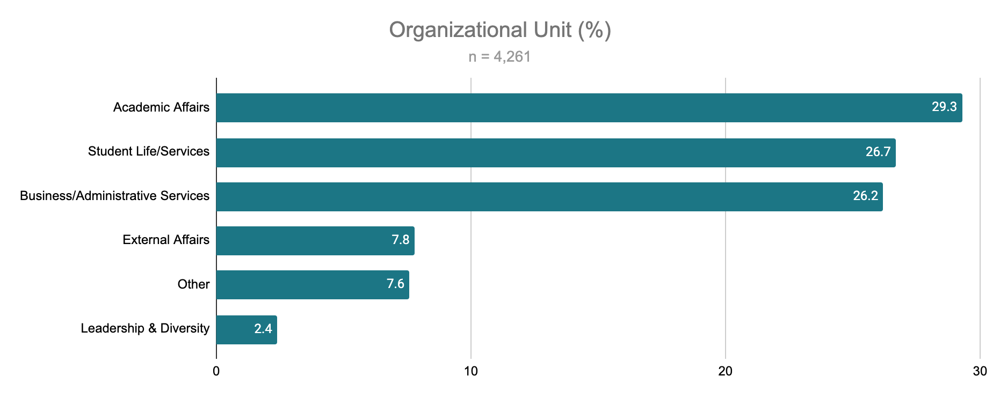 Organizational Unit (%)
n = 4,261
Academic Affairs 29.3
Student Life/Services 26.7
Business/Administrative Services 26.2
External Affairs 7.8
Other 7.6
Leadership & Diversity 2.4
0 10 20 30